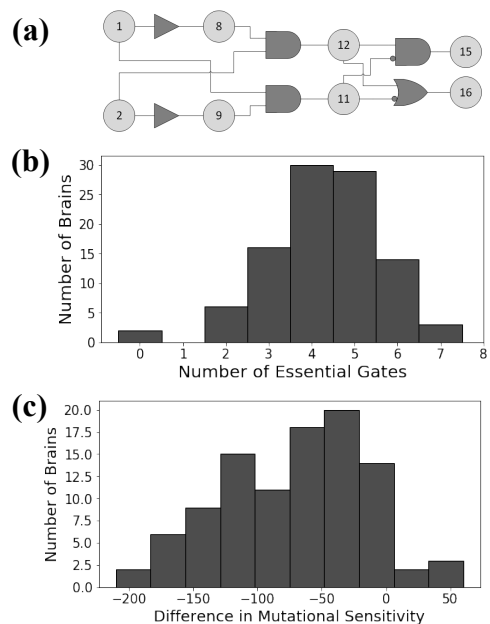 (a)
1 8 12 15
2 9 11 16
(b)
Number of Brains
30
25
20
15
10
5
0
0 1 2 3 4 5 6 7 8
Number of Essential Gates
(c)
Number of Brains
20.0
17.5
15.0
12.5
10.0
7.5
5.0
2.5
0.0
−200 −150 −100 −50 0 50
Difference in Mutational Sensitivity